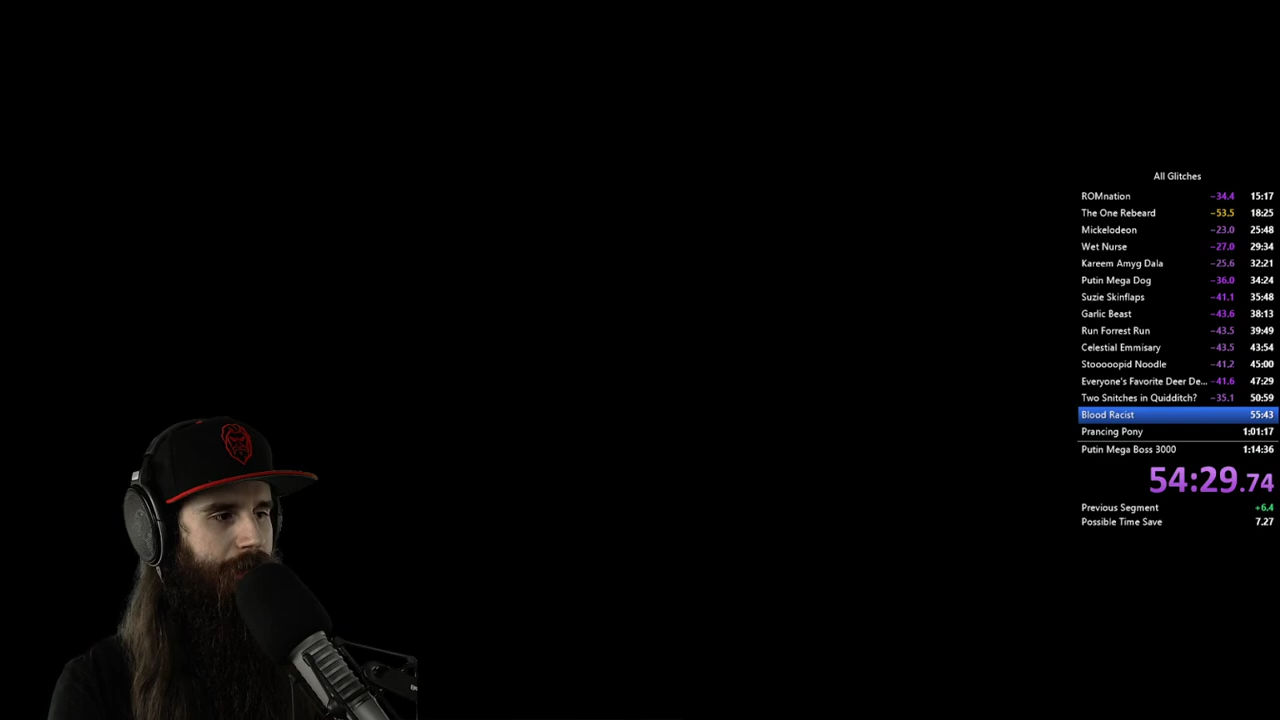 All Glitches
ROMnation −34.4 15:17
The One Rebeard −53.5 18:25
Mickelodeon −23.0 25:48
Wet Nurse −27.0 29:34
Kareem Amyg Dala −25.6 32:21
Putin Mega Dog −36.0 34:24
Suzie Skinflaps −41.1 35:48
Garlic Beast −43.6 38:13
Run Forrest Run −43.5 39:49
Celestial Emmisary −43.5 43:54
Stooooopid Noodle −41.2 45:00
Everyone's Favorite Deer De... −41.6 47:29
Two Snitches in Quidditch? −35.1 50:59
Blood Racist 55:43
Prancing Pony 1:01:17
Putin Mega Boss 3000 1:14:36
54:29.74
Previous Segment +6.4
Possible Time Save 7.27